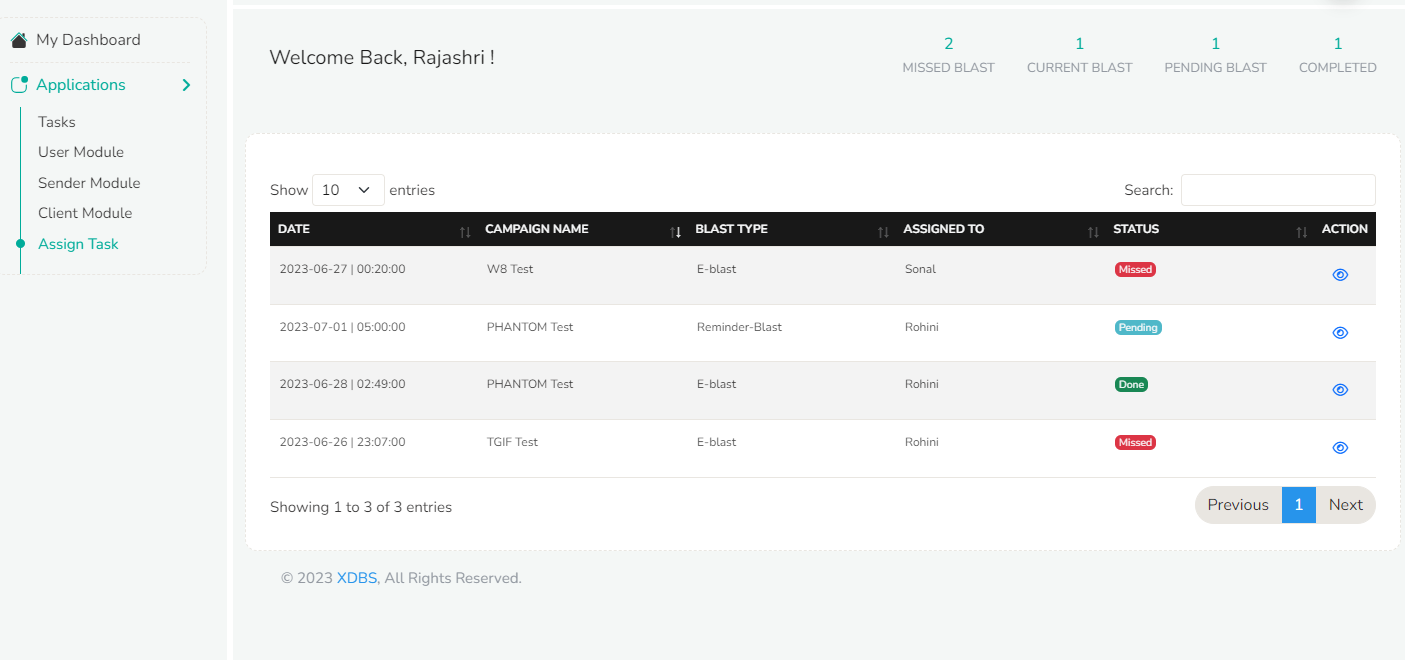 My Dashboard
Applications
Tasks
User Module
Sender Module
Client Module
Assign Task
Welcome Back, Rajashri !
2 1 1 1
MISSED BLAST CURRENT BLAST PENDING BLAST COMPLETED
Show 10 entries Search:
DATE CAMPAIGN NAME BLAST TYPE ASSIGNED TO STATUS ACTION
2023-06-27 | 00:20:00 W8 Test E-blast Sonal Missed
2023-07-01 | 05:00:00 PHANTOM Test Reminder-Blast Rohini Pending
2023-06-28 | 02:49:00 PHANTOM Test E-blast Rohini Done
2023-06-26 | 23:07:00 TGIF Test E-blast Rohini Missed
Showing 1 to 3 of 3 entries Previous 1 Next
© 2023 XDBS, All Rights Reserved.